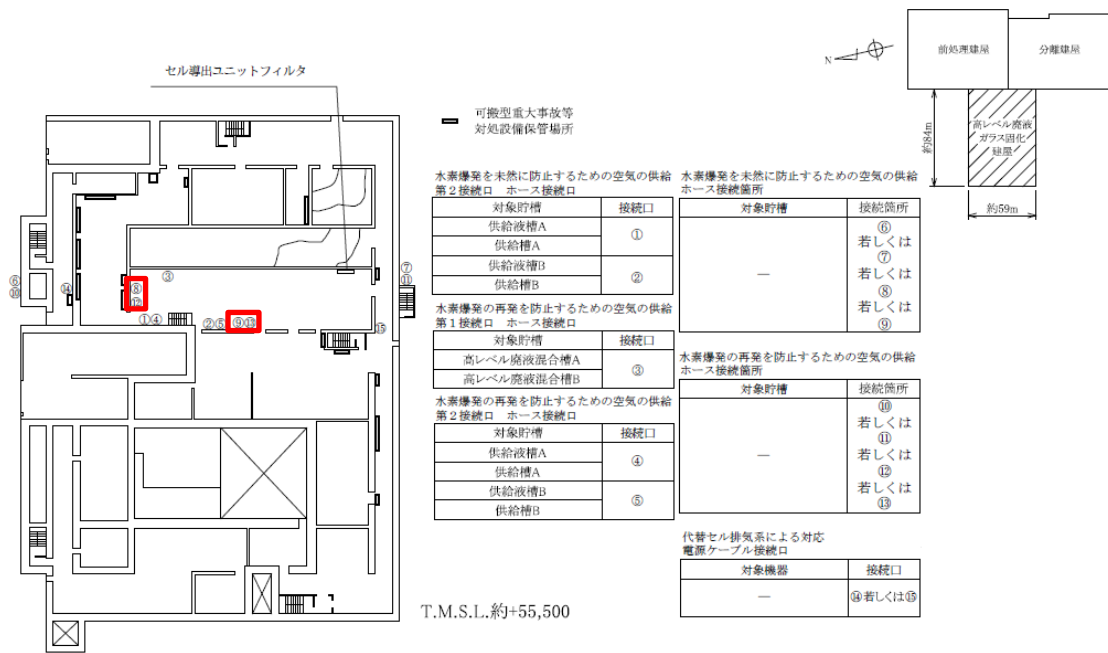 セル導出ユニットフィルタ
可搬型重大事故等
対処設備保管場所
N
前処理建屋
分離建屋
高レベル廃液
ガラス固化
建屋
約84m
約59m
⑥
⑩
⑭
⑧
⑫
③
①④
②⑤
⑨⑬
⑦
⑪
⑮
水素爆発を未然に防止するための空気の供給
第2接続口 ホース接続口
対象貯槽 接続口
供給液槽A
供給槽A
①
供給液槽B
供給槽B
②
水素爆発の再発を防止するための空気の供給
第1接続口 ホース接続口
対象貯槽 接続口
高レベル廃液混合槽A
高レベル廃液混合槽B
③
水素爆発の再発を防止するための空気の供給
第2接続口 ホース接続口
対象貯槽 接続口
供給液槽A
供給槽A
④
供給液槽B
供給槽B
⑤
水素爆発を未然に防止するための空気の供給
ホース接続箇所
対象貯槽 接続箇所
―
⑥
若しくは
⑦
若しくは
⑧
若しくは
⑨
水素爆発の再発を防止するための空気の供給
ホース接続箇所
対象貯槽 接続箇所
―
⑩
若しくは
⑪
若しくは
⑫
若しくは
⑬
代替セル排気系による対応
電源ケーブル接続口
対象機器 接続口
― ⑭若しくは⑮
T.M.S.L.約+55,500